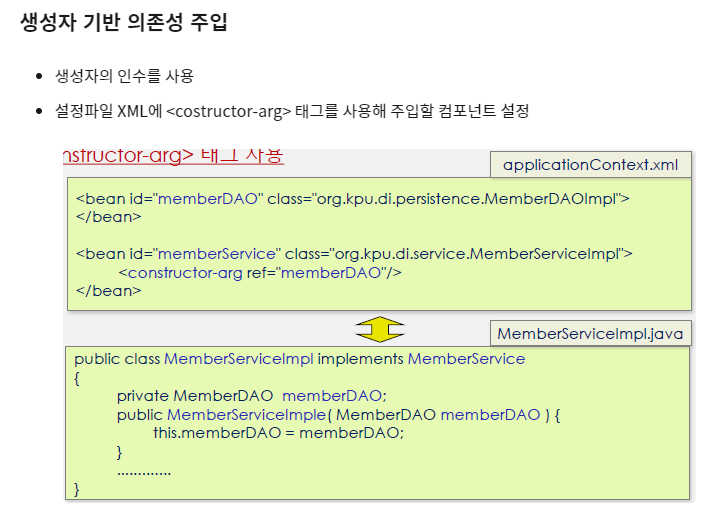 생성자 기반 의존성 주입
생성자의 인수를 사용
설정파일 XML에 <costructor-arg> 태그를 사용해 주입할 컴포넌트 설정
nstructor-arg> 태그 사용
applicationContext.xml
<bean id="memberDAO" class="org.kpu.di.persistence.MemberDAOImpl">
</bean>
<bean id="memberService" class="org.kpu.di.service.MemberServiceImpl">
<constructor-arg ref="memberDAO"/>
</bean>
MemberServiceImpl.java
public class MemberServiceImpl implements MemberService
{
private MemberDAO memberDAO;
public MemberServiceImple( MemberDAO memberDAO ) {
this.memberDAO = memberDAO;
}
.............
}